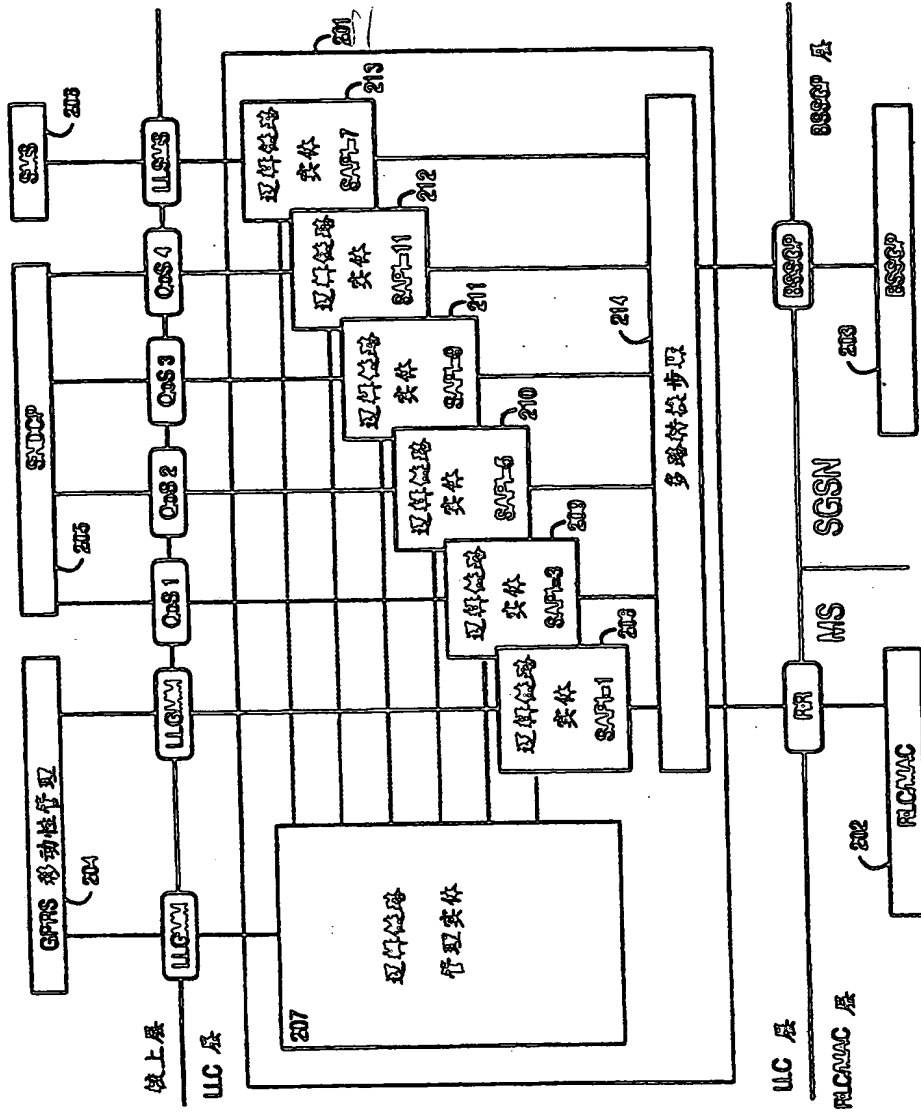 GPRS 移动性管理
204
SNDCP
205
SMS
206
较上层
LLC 层
LLGMM
LLGMM
QoS 1
QoS 2
QoS 3
QoS 4
LLSMS
201
207
逻辑链路
管理实体
逻辑链路
实体
SAPI=1
208
逻辑链路
实体
SAPI=3
209
逻辑链路
实体
SAPI=5
210
逻辑链路
实体
SAPI=9
211
逻辑链路
实体
SAPI=11
212
逻辑链路
实体
SAPI=7
213
多路转换步骤
214
LLC 层
RLC/MAC 层
RR
MS
SGSN
BSSGP
BSSGP 层
202
RLC/MAC
203
BSSGP